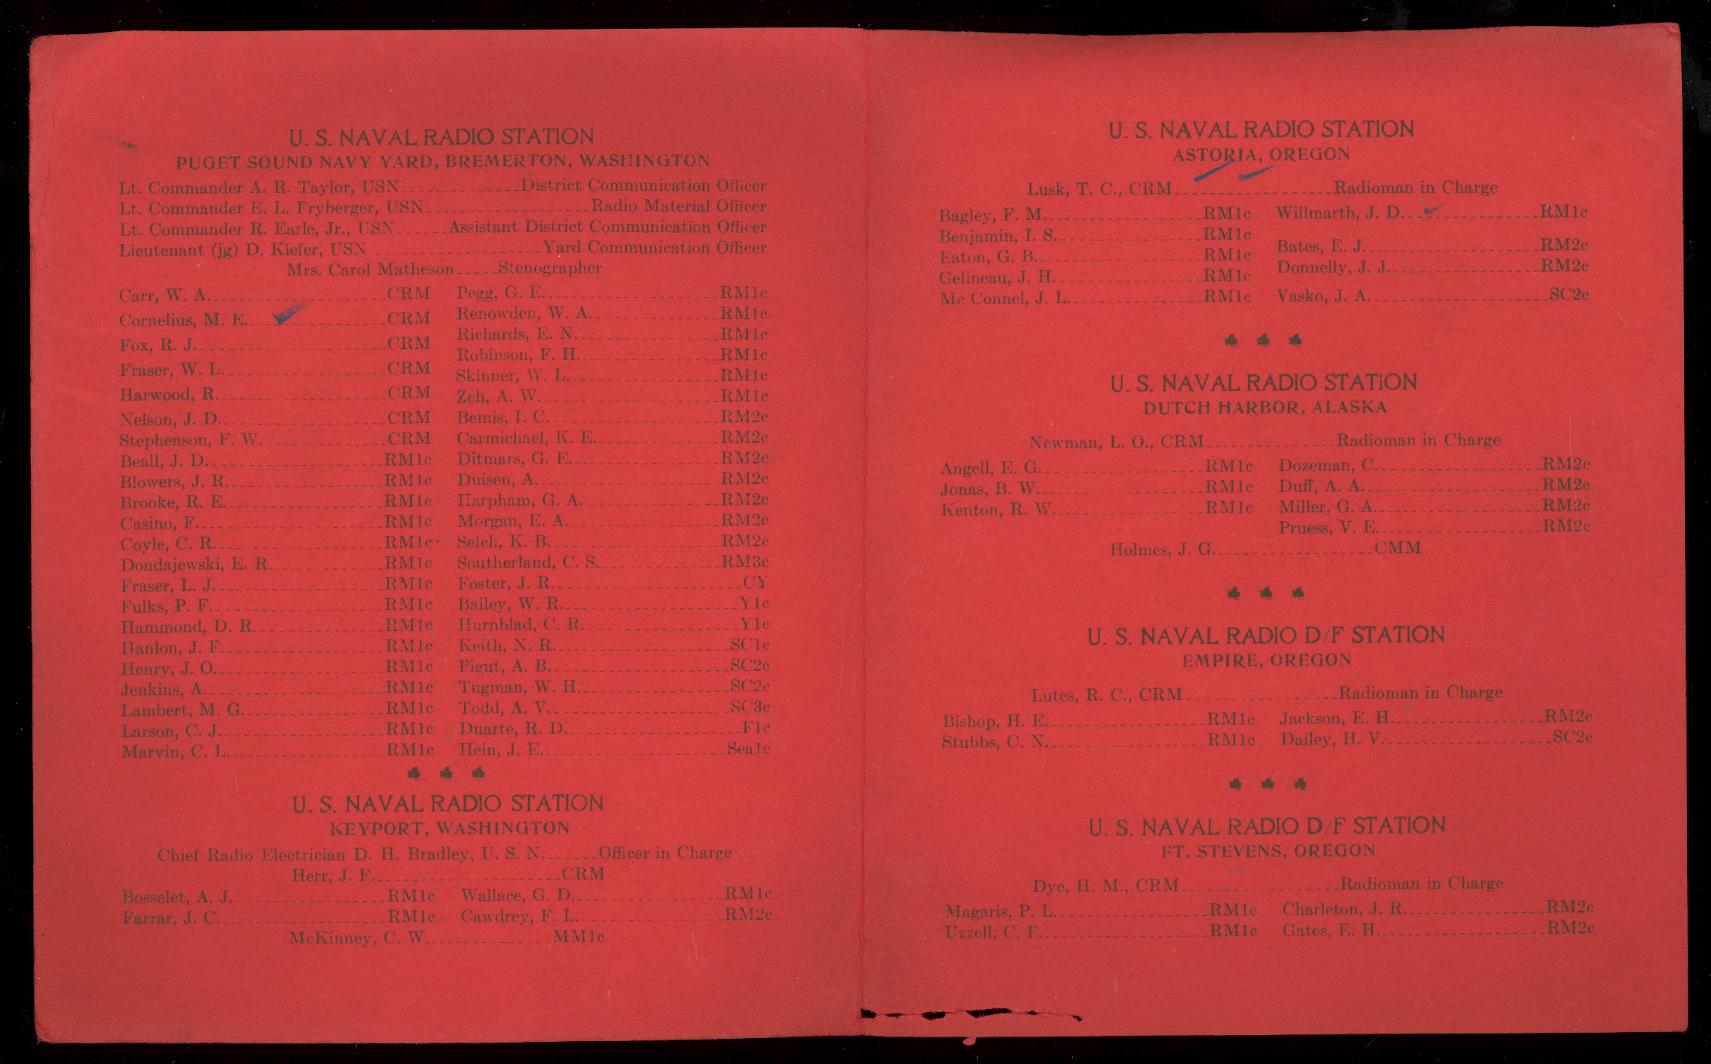 U. S. NAVAL RADIO STATION
PUGET SOUND NAVY YARD, BREMERTON, WASHINGTON
Lt. Commander A. R. Taylor, USN District Communication Officer
Lt. Commander E. L. Fryberger, USN Radio Material Officer
Lt. Commander R. Earle, Jr., USN Assistant District Communication Officer
Lieutenant (jg) D. Kiefer, USN Yard Communication Officer
Mrs. Carol Matheson Stenographer
Carr, W. A. CRM
Cornelius, M. E. CRM
Fox, R. J. CRM
Fraser, W. L. CRM
Harwood, R. CRM
Nelson, J. D. CRM
Stephenson, F. W. CRM
Beall, J. D. RM1c
Blowers, J. R. RM1c
Brooke, R. E. RM1c
Casino, F. RM1c
Coyle, C. R. RM1c
Dondajewski, E. R. RM1c
Fraser, L. J. RM1c
Fulks, P. F. RM1c
Hammond, D. R. RM1c
Hanlon, J. F. RM1c
Henry, J. O. RM1c
Jenkins, A. RM1c
Lambert, M. G. RM1c
Larson, C. J. RM1c
Marvin, C. L. RM1c
Pegg, G. E. RM1c
Renowden, W. A. RM1c
Richards, E. N. RM1c
Robinson, F. H. RM1c
Skinner, W. L. RM1c
Zeh, A. W. RM1c
Bemis, I. C. RM2c
Carmichael, K. E. RM2c
Ditmars, G. E. RM2c
Duisen, A. RM2c
Harpham, G. A. RM2c
Morgan, E. A. RM2c
Selch, K. B. RM2c
Southerland, C. S. RM3c
Foster, J. R. CY
Bailey, W. R. Y1c
Hurnblad, C. R. Y1c
Keith, N. R. SC1c
Pigut, A. B. SC2c
Tugman, W. H. SC2c
Todd, A. V. SC3c
Duarte, R. D. F1c
Hein, J. E. Sea1c
U. S. NAVAL RADIO STATION
KEYPORT, WASHINGTON
Chief Radio Electrician D. H. Bradley, U. S. N. Officer in Charge
Herr, J. F. CRM
Bosselet, A. J. RM1c
Farrar, J. C. RM1c
Wallace, G. D. RM1c
Cawdrey, F. L. RM2c
McKinney, C. W. MM1c
U. S. NAVAL RADIO STATION
ASTORIA, OREGON
Lusk, T. C., CRM Radioman in Charge
Bagley, F. M. RM1c
Benjamin, I. S. RM1c
Eaton, G. B. RM1c
Gelineau, J. H. RM1c
Mc Connel, J. L. RM1c
Willmarth, J. D. RM1c
Bates, E. J. RM2c
Donnelly, J. J. RM2c
Vasko, J. A. SC2c
U. S. NAVAL RADIO STATION
DUTCH HARBOR, ALASKA
Newman, L. O., CRM Radioman in Charge
Angell, E. G. RM1c
Jonas, B. W. RM1c
Kenton, R. W. RM1c
Dozeman, C. RM2c
Duff, A. A. RM2c
Miller, G. A. RM2c
Pruess, V. E. RM2c
Holmes, J. G. CMM
U. S. NAVAL RADIO D/F STATION
EMPIRE, OREGON
Lutes, R. C., CRM Radioman in Charge
Bishop, H. E. RM1c
Stubbs, C. N. RM1c
Jackson, E. H. RM2c
Dailey, H. V. SC2c
U. S. NAVAL RADIO D/F STATION
FT. STEVENS, OREGON
Dye, H. M., CRM Radioman in Charge
Magaris, P. L. RM1c
Uzzell, C. F. RM1c
Charleton, J. R. RM2c
Gates, E. H. RM2c